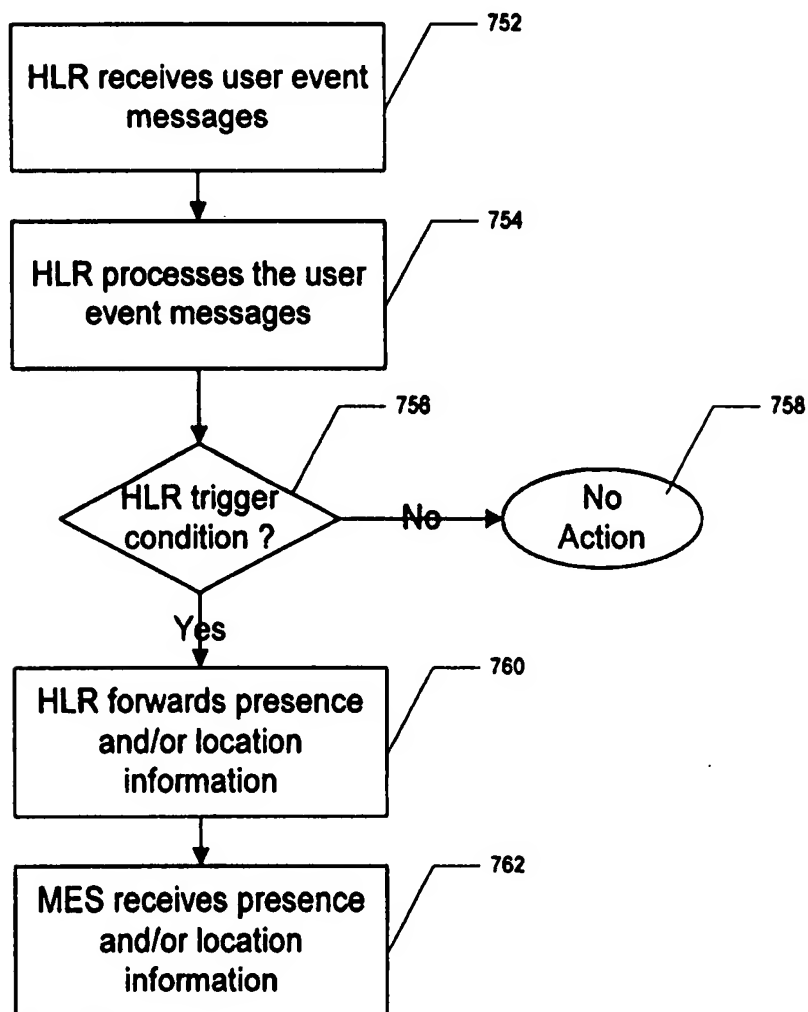 752
HLR receives user event
messages
754
HLR processes the user
event messages
756
HLR trigger
condition ?
No
758
No
Action
Yes
760
HLR forwards presence
and/or location
information
762
MES receives presence
and/or location
information